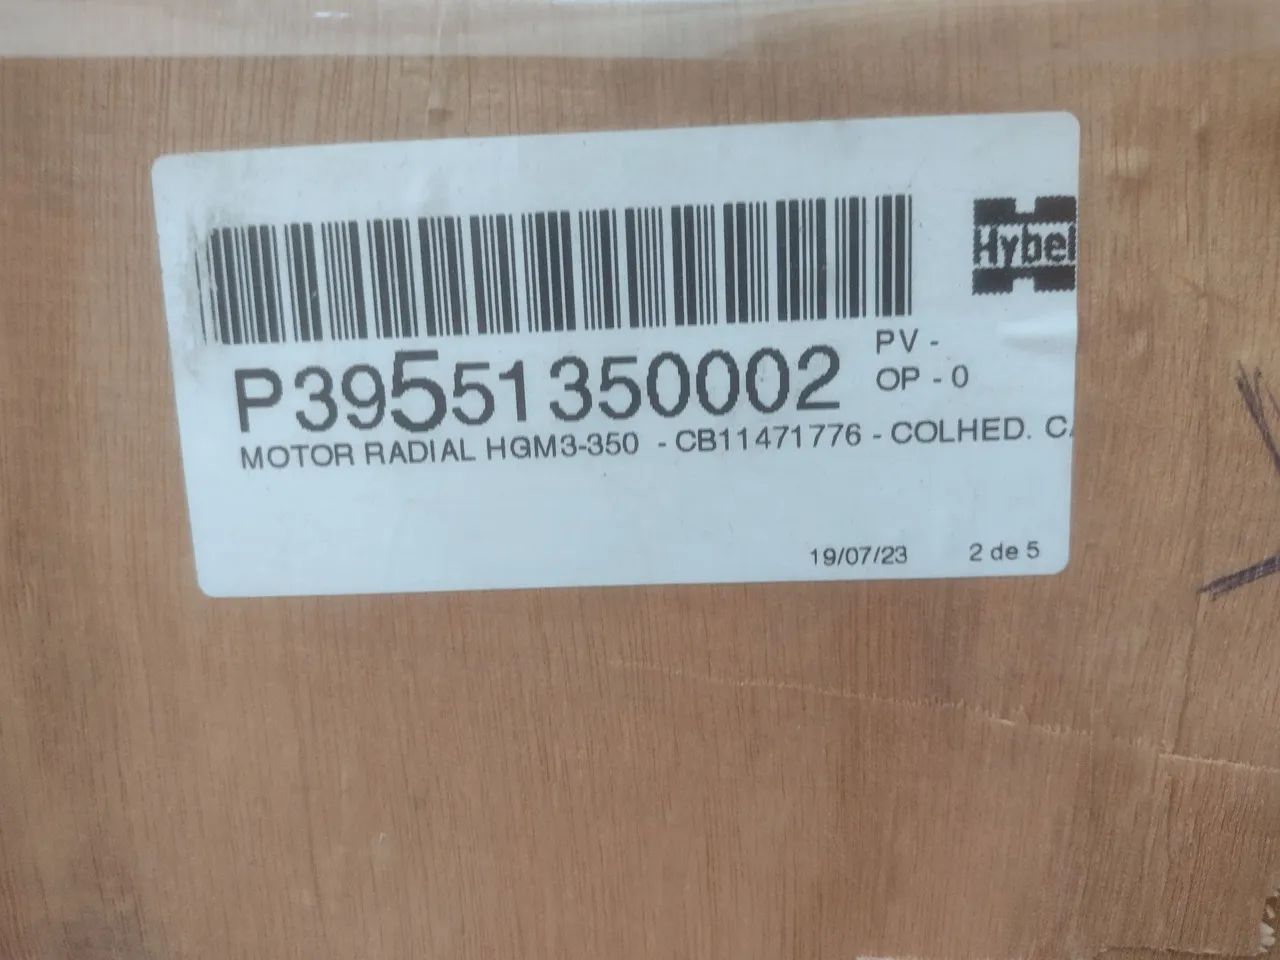 Hybel
P39551350002
PV -
OP - 0
MOTOR RADIAL HGM3-350 - CB11471776 - COLHED.
19/07/23 2 de 5